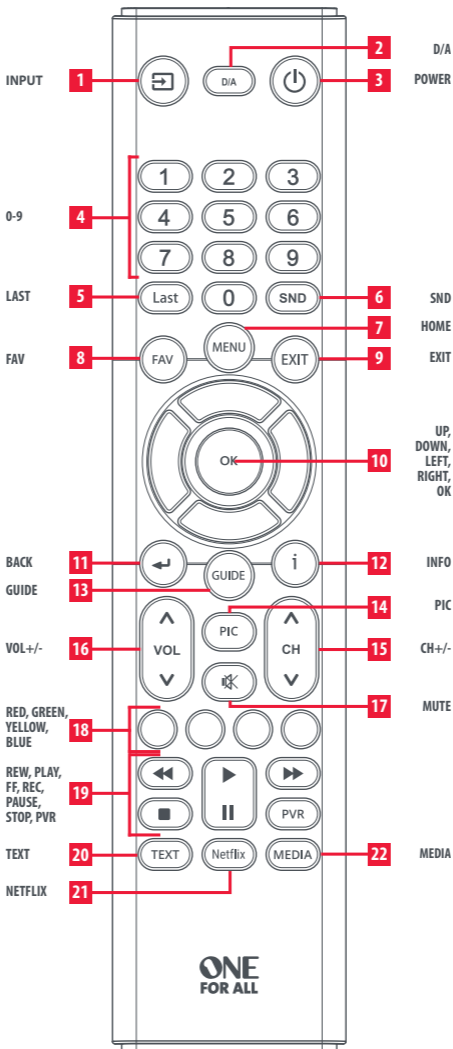 2 D/A
INPUT 1 D/A 3 POWER
1 2 3
0-9 4 4 5 6
7 8 9
LAST 5 Last 0 SND 6 SND
7 HOME
FAV 8 FAV MENU EXIT 9 EXIT
OK 10 UP,
DOWN,
LEFT,
RIGHT,
OK
BACK 11 i 12 INFO
GUIDE 13 GUIDE
14 PIC
VOL+/- 16 VOL PIC CH 15 CH+/-
17 MUTE
RED, GREEN,
YELLOW,
BLUE
18
REW, PLAY,
FF, REC,
PAUSE,
STOP, PVR
19 PVR
TEXT 20 TEXT Netflix MEDIA 22 MEDIA
NETFLIX 21
ONE
FOR ALL